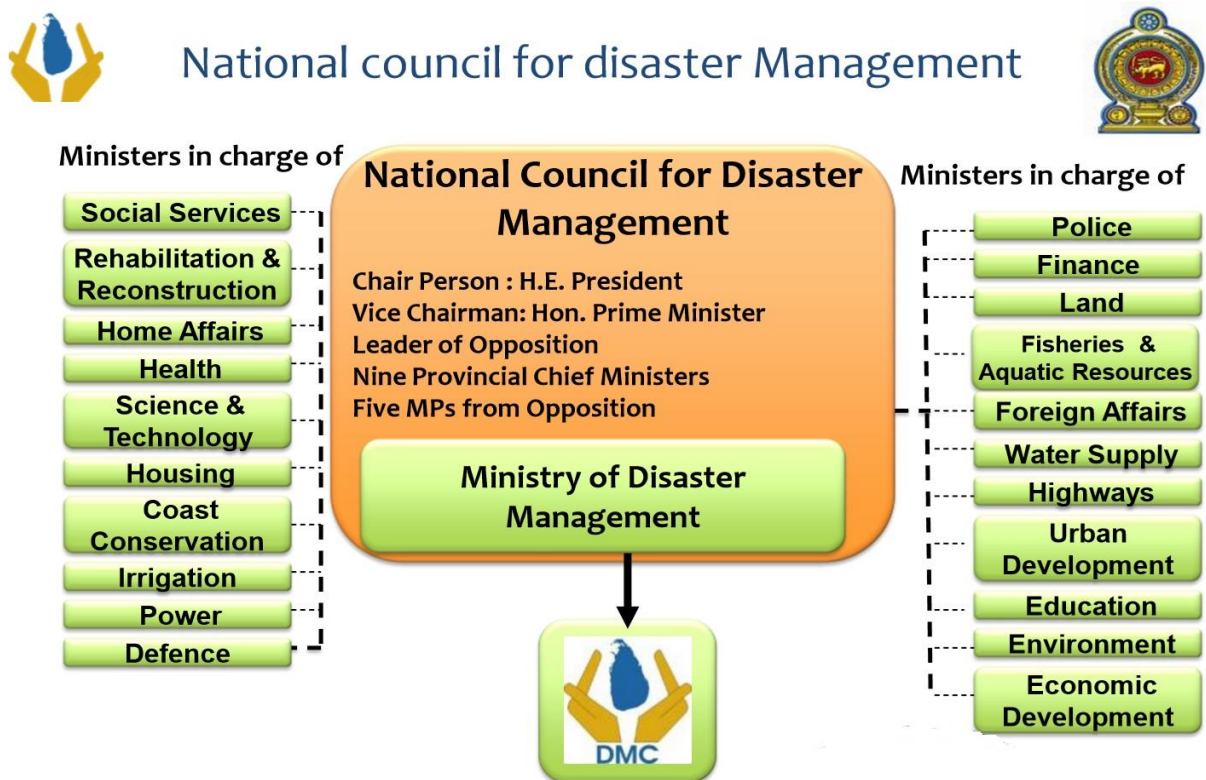 National council for disaster Management
Ministers in charge of
Social Services
Rehabilitation &
Reconstruction
Home Affairs
Health
Science &
Technology
Housing
Coast
Conservation
Irrigation
Power
Defence
National Council for Disaster
Management
Chair Person : H.E. President
Vice Chairman: Hon. Prime Minister
Leader of Opposition
Nine Provincial Chief Ministers
Five MPs from Opposition
Ministry of Disaster
Management
DMC
Ministers in charge of
Police
Finance
Land
Fisheries &
Aquatic Resources
Foreign Affairs
Water Supply
Highways
Urban
Development
Education
Environment
Economic
Development